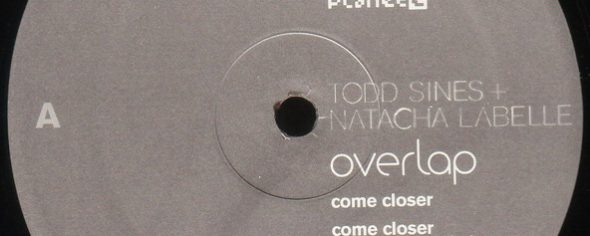 A
TODD SINES +
NATACHA LABELLE
overlap
come closer
come closer